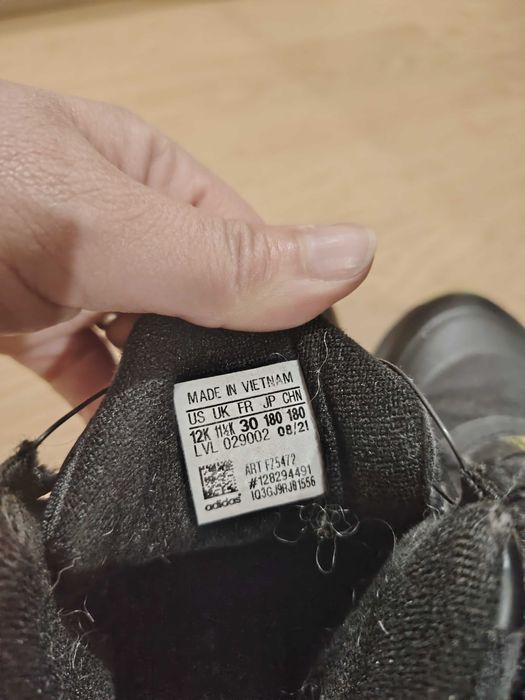 MADE IN VIETNAM
US UK FR JP CHN
12K 11½K 30 180 180
LVL 029002 08/21
ART FZ5472
#128294491
1Q3GJ9RJ81556
adidas